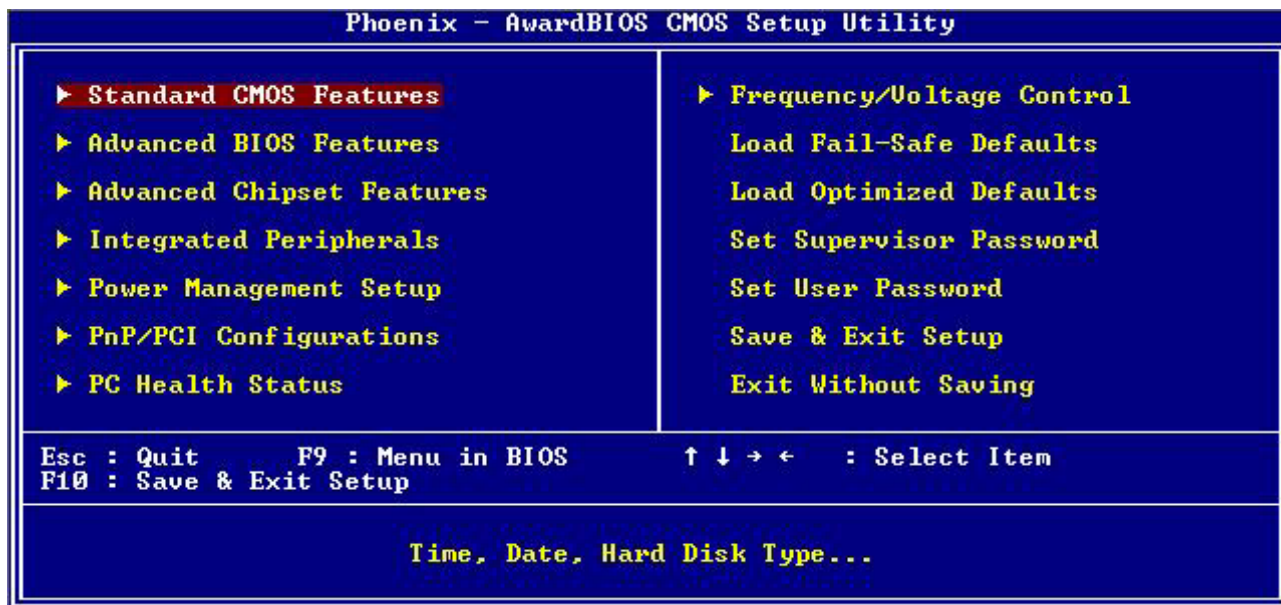 Phoenix - AwardBIOS CMOS Setup Utility
▶ Standard CMOS Features
▶ Advanced BIOS Features
▶ Advanced Chipset Features
▶ Integrated Peripherals
▶ Power Management Setup
▶ PnP/PCI Configurations
▶ PC Health Status
▶ Frequency/Voltage Control
Load Fail-Safe Defaults
Load Optimized Defaults
Set Supervisor Password
Set User Password
Save & Exit Setup
Exit Without Saving
Esc : Quit F9 : Menu in BIOS ↑ ↓ → ← : Select Item
F10 : Save & Exit Setup
Time, Date, Hard Disk Type...